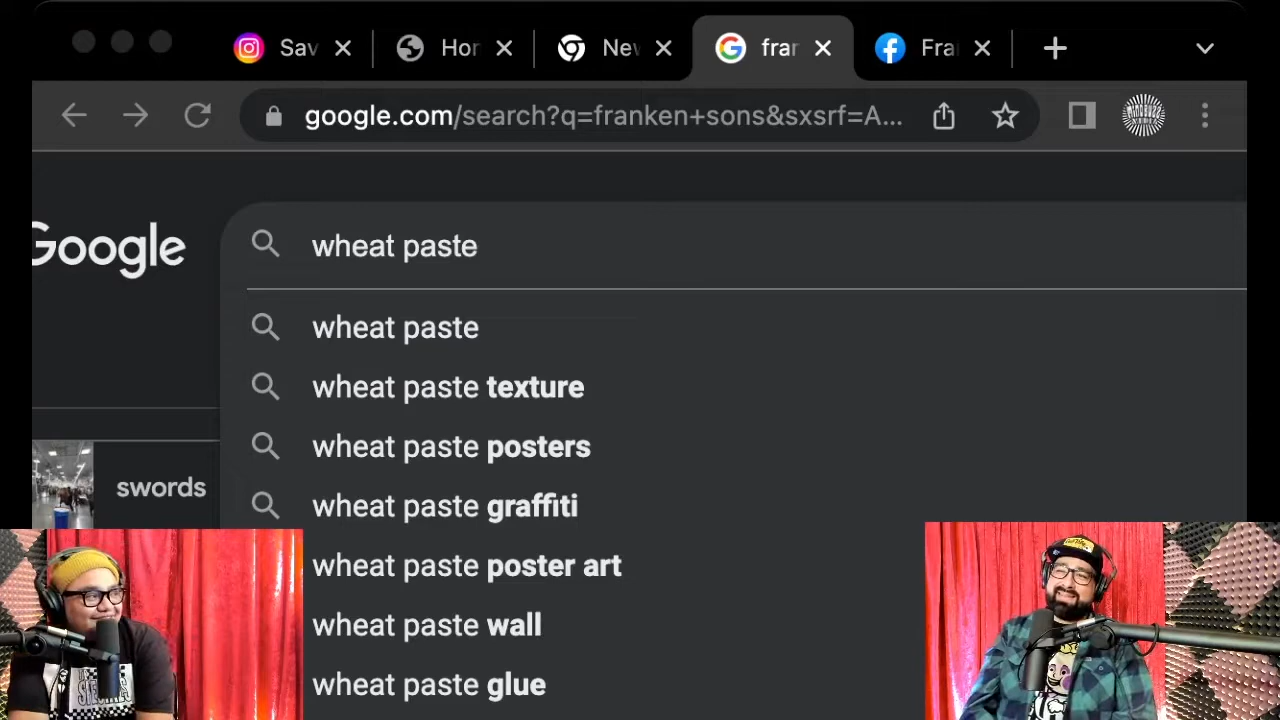 Sav
Hor
Nev
fran
Fra
google.com/search?q=franken+sons&sxsrf=A...
Google
wheat paste
wheat paste
wheat paste texture
wheat paste posters
wheat paste graffiti
swords
wheat paste poster art
wheat paste wall
wheat paste glue